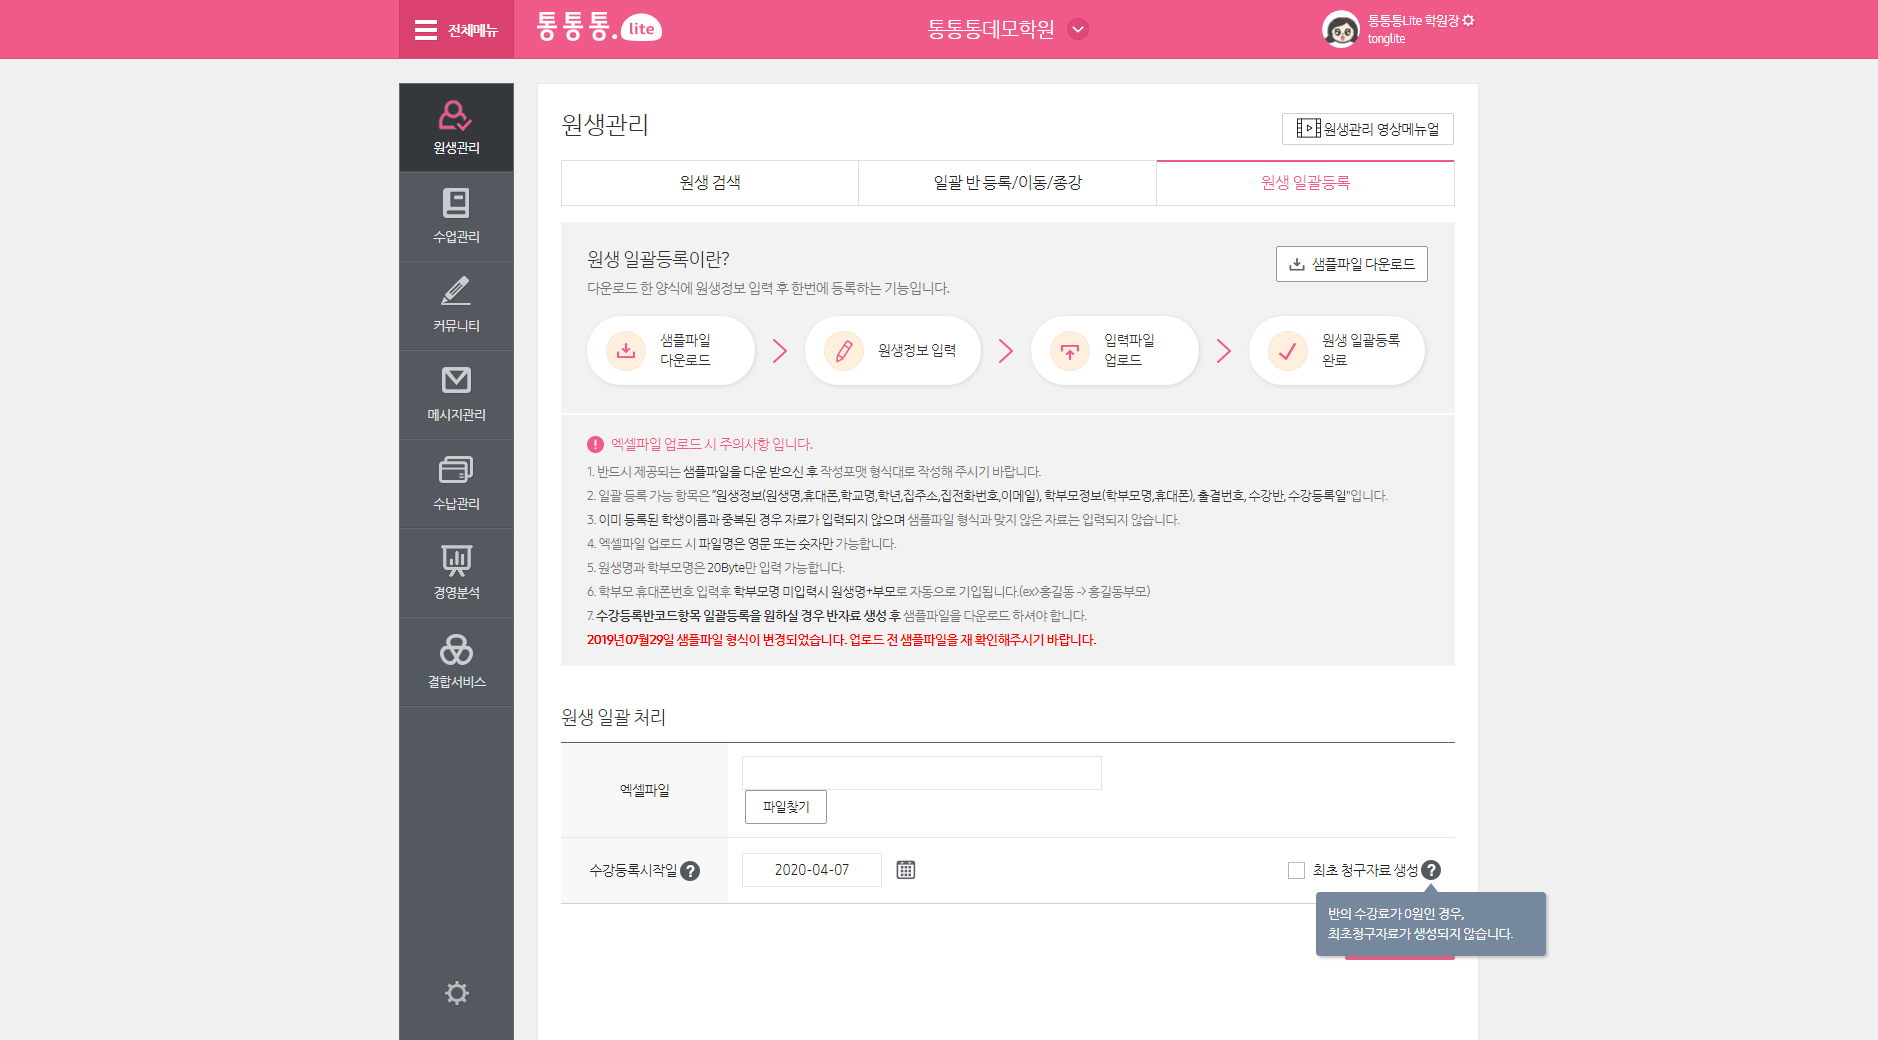 전체메뉴
통통통.lite
통통통데모학원
통통통Lite 학원장
tonglite
원생관리
수업관리
커뮤니티
메시지관리
수납관리
경영분석
결합서비스
원생관리
원생관리 영상메뉴얼
원생 검색
일괄 반 등록/이동/종강
원생 일괄등록
원생 일괄등록이란?
샘플파일 다운로드
다운로드 한 양식에 원생정보 입력 후 한번에 등록하는 기능입니다.
샘플파일
다운로드
원생정보 입력
입력파일
업로드
원생 일괄등록
완료
엑셀파일 업로드 시 주의사항 입니다.
1. 반드시 제공되는 샘플파일을 다운 받으신 후 작성포맷 형식대로 작성해 주시기 바랍니다.
2. 일괄 등록 가능 항목은 "원생정보(원생명,휴대폰,학교명,학년,집주소,집전화번호,이메일), 학부모정보(학부모명,휴대폰), 출결번호, 수강반, 수강등록일"입니다.
3. 이미 등록된 학생이름과 중복된 경우 자료가 입력되지 않으며 샘플파일 형식과 맞지 않은 자료는 입력되지 않습니다.
4. 엑셀파일 업로드 시 파일명은 영문 또는 숫자만 가능합니다.
5. 원생명과 학부모명은 20Byte만 입력 가능합니다.
6. 학부모 휴대폰번호 입력후 학부모명 미입력시 원생명+부모로 자동으로 기입됩니다.(ex>홍길동 -> 홍길동부모)
7. 수강등록반코드항목 일괄등록을 원하실 경우 반자료 생성 후 샘플파일을 다운로드 하셔야 합니다.
2019년07월29일 샘플파일 형식이 변경되었습니다. 업로드 전 샘플파일을 재 확인해주시기 바랍니다.
원생 일괄 처리
엑셀파일
파일찾기
수강등록시작일
2020-04-07
최초 청구자료 생성
반의 수강료가 0원인 경우,
최초청구자료가 생성되지 않습니다.